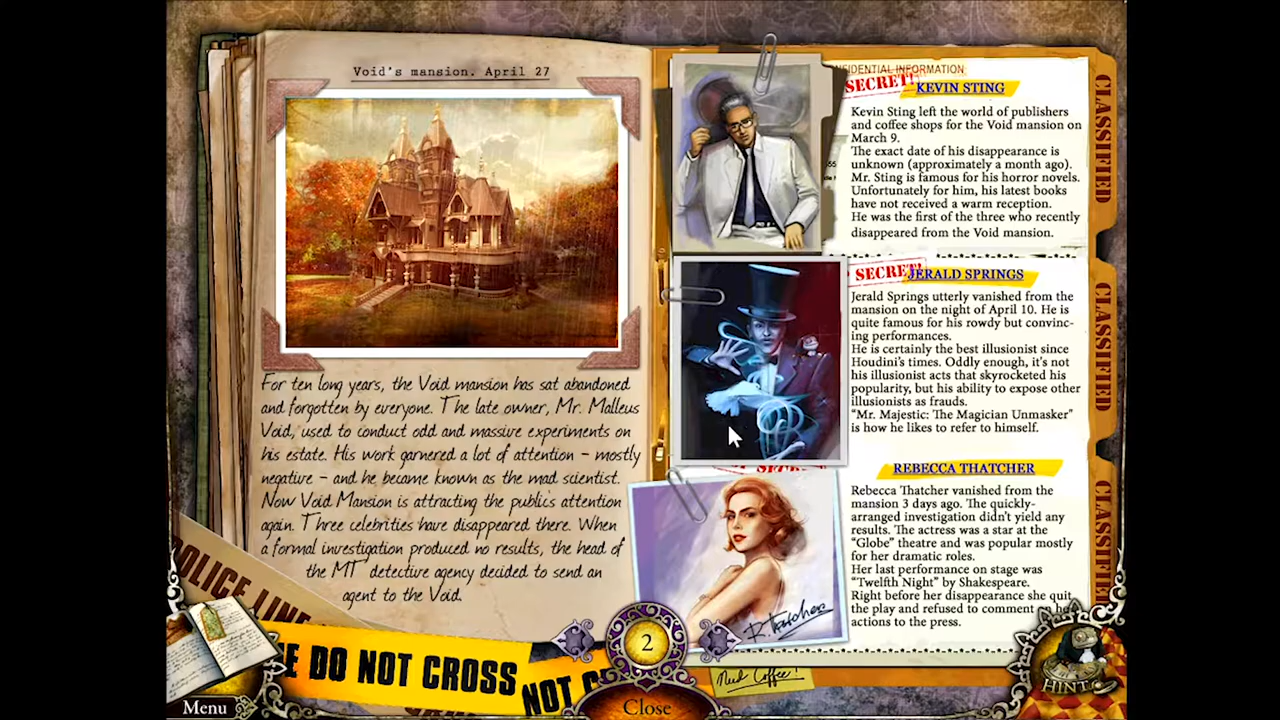 Void's mansion. April 27
For ten long years, the Void mansion has sat abandoned
and forgotten by everyone. The late owner, Mr. Malleus
Void, used to conduct odd and massive experiments on
his estate. His work garnered a lot of attention – mostly
negative – and he became known as the mad scientist.
Now Void Mansion is attracting the public's attention
again. Three celebrities have disappeared there. When
a formal investigation produced no results, the head of
the MT detective agency decided to send an
agent to the Void.
POLICE LINE
DO NOT CROSS
NOT
Menu
2
Close
INFORMATION
SECRET!
KEVIN STING
Kevin Sting left the world of publishers
and coffee shops for the Void mansion on
March 9.
The exact date of his disappearance is
unknown (approximately a month ago).
Mr. Sting is famous for his horror novels.
Unfortunately for him, his latest books
have not received a warm reception.
He was the first of the three who recently
disappeared from the Void mansion.
SECRET!
JERALD SPRINGS
Jerald Springs utterly vanished from the
mansion on the night of April 10. He is
quite famous for his rowdy but convinc-
ing performances.
He is certainly the best illusionist since
Houdini's times. Oddly enough, it's not
his illusionist acts that skyrocketed his
popularity, but his ability to expose other
illusionists as frauds.
"Mr. Majestic: The Magician Unmasker"
is how he likes to refer to himself.
REBECCA THATCHER
Rebecca Thatcher vanished from the
mansion 3 days ago. The quickly-
arranged investigation didn't yield any
results. The actress was a star at the
"Globe" theatre and was popular mostly
for her dramatic roles.
Her last performance on stage was
"Twelfth Night" by Shakespeare.
Right before her disappearance she quit
the play and refused to comment on her
actions to the press.
R. Thatcher
Need Coffee!
CLASSIFIED
CLASSIFIED
CLASSIFIED
HINT